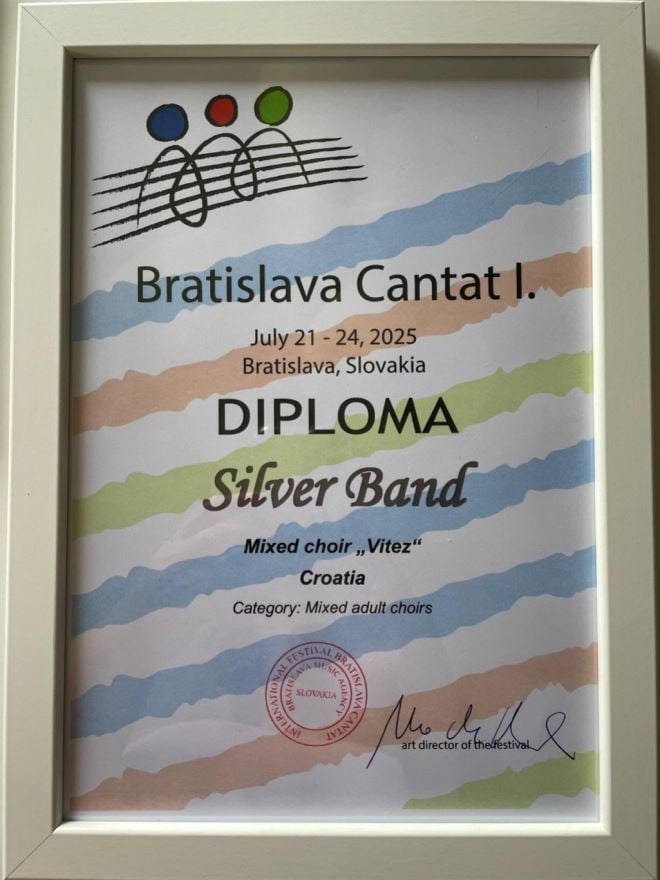 Bratislava Cantat I.
July 21 - 24, 2025
Bratislava, Slovakia
DIPLOMA
Silver Band
Mixed choir „Vitez“
Croatia
Category: Mixed adult choirs
INTERNATIONAL FESTIVAL BRATISLAVA CANTAT
BRATISLAVA MUSIC AGENCY
SLOVAKIA
art director of the festival